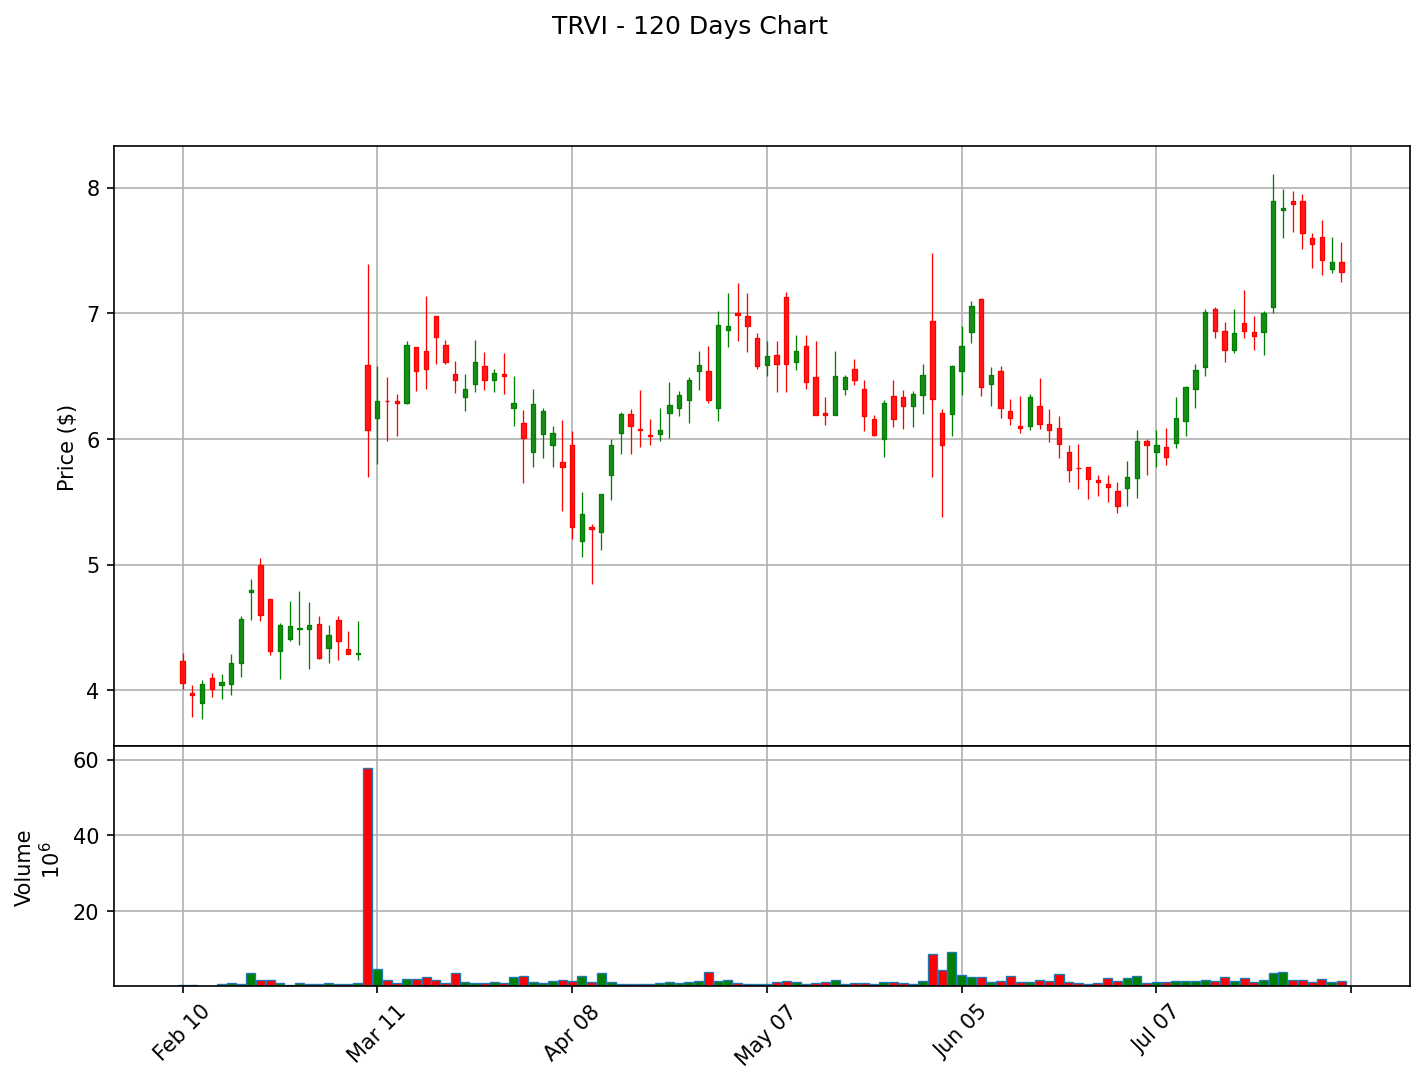 TRVI - 120 Days Chart
Price ($)
8
7
6
5
4
Volume
10⁶
60
40
20
Feb 10
Mar 11
Apr 08
May 07
Jun 05
Jul 07